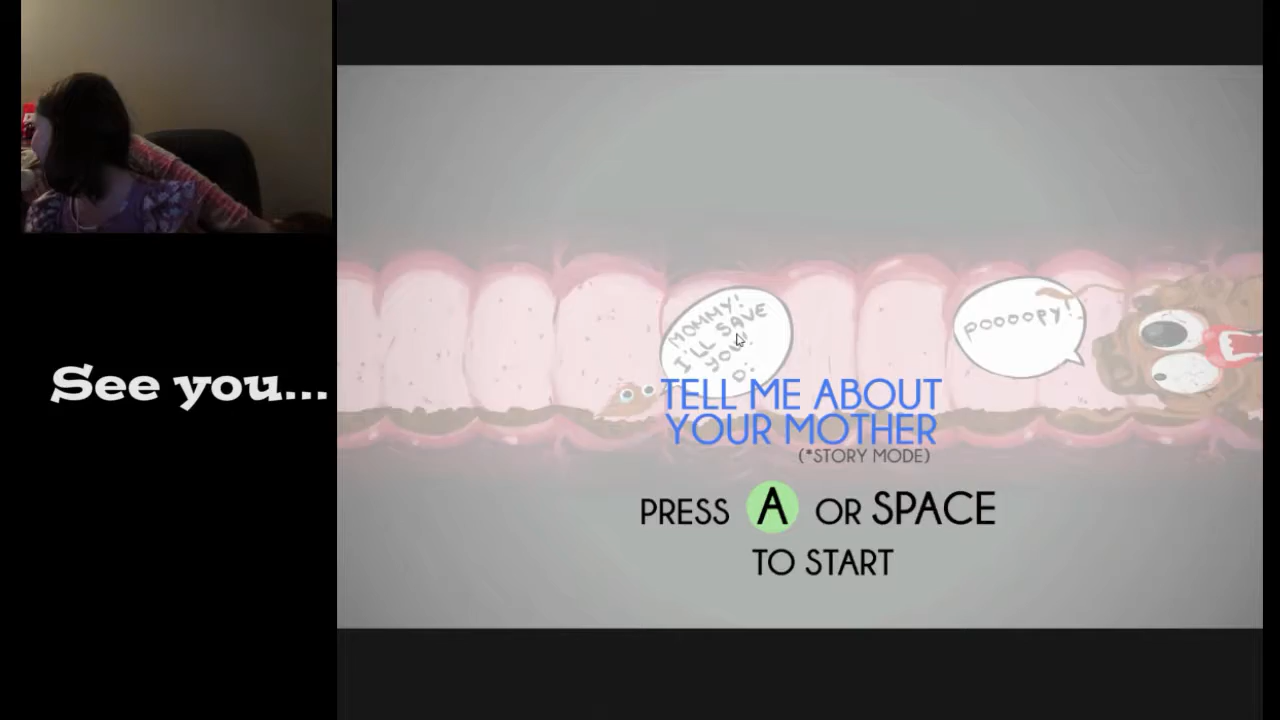 See you...
MOMMY!
I'LL SAVE
YOU!
D:
poooopy!
TELL ME ABOUT
YOUR MOTHER
(*STORY MODE)
PRESS A OR SPACE
TO START